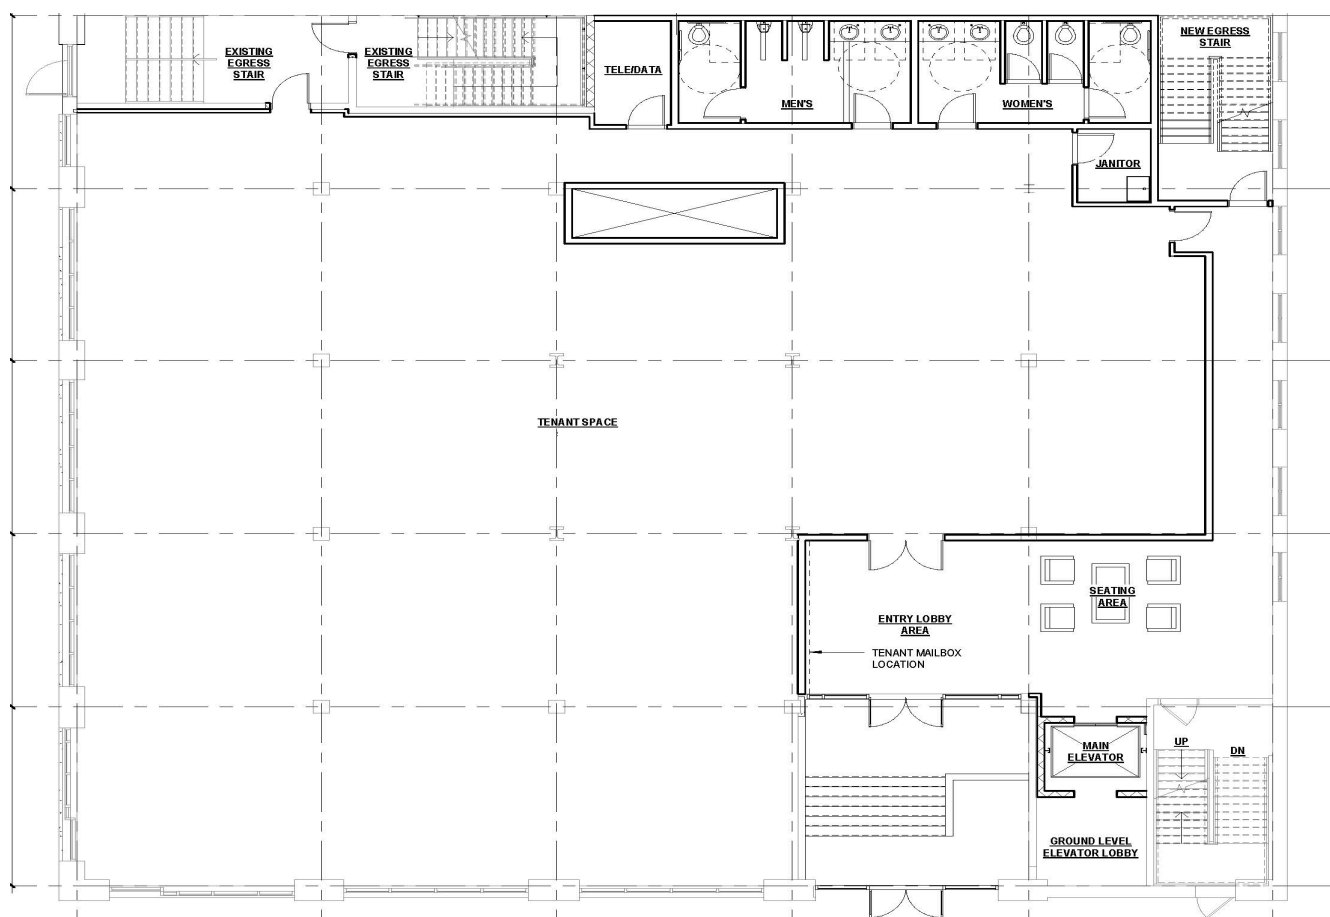 EXISTING
EGRESS
STAIR
EXISTING
EGRESS
STAIR
TELE/DATA
MEN'S
WOMEN'S
NEW EGRESS
STAIR
JANITOR
TENANT SPACE
SEATING
AREA
ENTRY LOBBY
AREA
TENANT MAILBOX
LOCATION
MAIN
ELEVATOR
UP
DN
GROUND LEVEL
ELEVATOR LOBBY